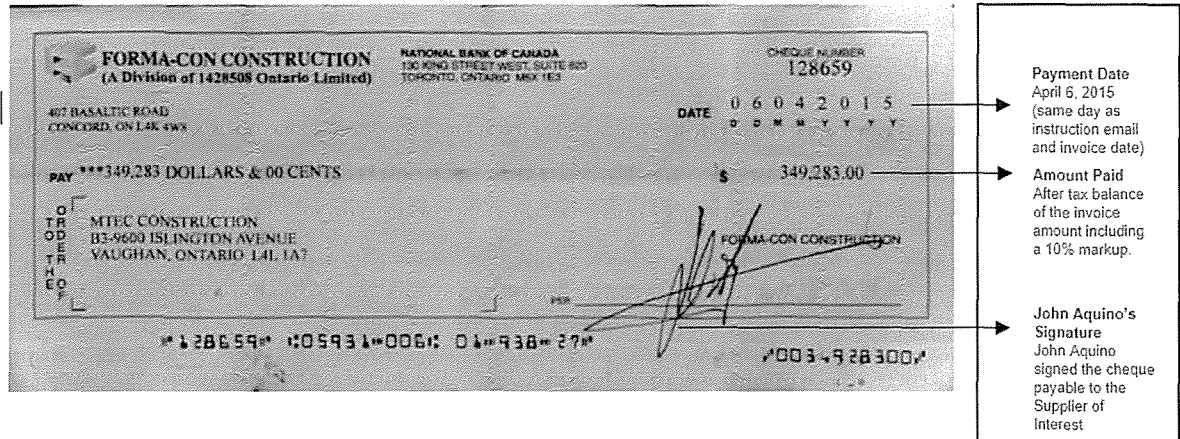 FORMA-CON CONSTRUCTION
(A Division of 1428508 Ontario Limited)
NATIONAL BANK OF CANADA
130 KING STREET WEST, SUITE 820
TORONTO, ONTARIO M5X 1E3
CHEQUE NUMBER
128659
407 BASALTIC ROAD
CONCORD, ON L4K 4W8
DATE 0 6 0 4 2 0 1 5
D D M M Y Y Y Y
PAY ***349,283 DOLLARS & 00 CENTS
$ 349,283.00
TO THE ORDER OF
MTEC CONSTRUCTION
B3-9600 ISLINGTON AVENUE
VAUGHAN, ONTARIO L4L 1A7
FORMA-CON CONSTRUCTION
PER
Payment Date
April 6, 2015
(same day as
instruction email
and invoice date)
Amount Paid
After tax balance
of the invoice
amount including
a 10% markup.
John Aquino's
Signature
John Aquino
signed the cheque
payable to the
Supplier of
Interest